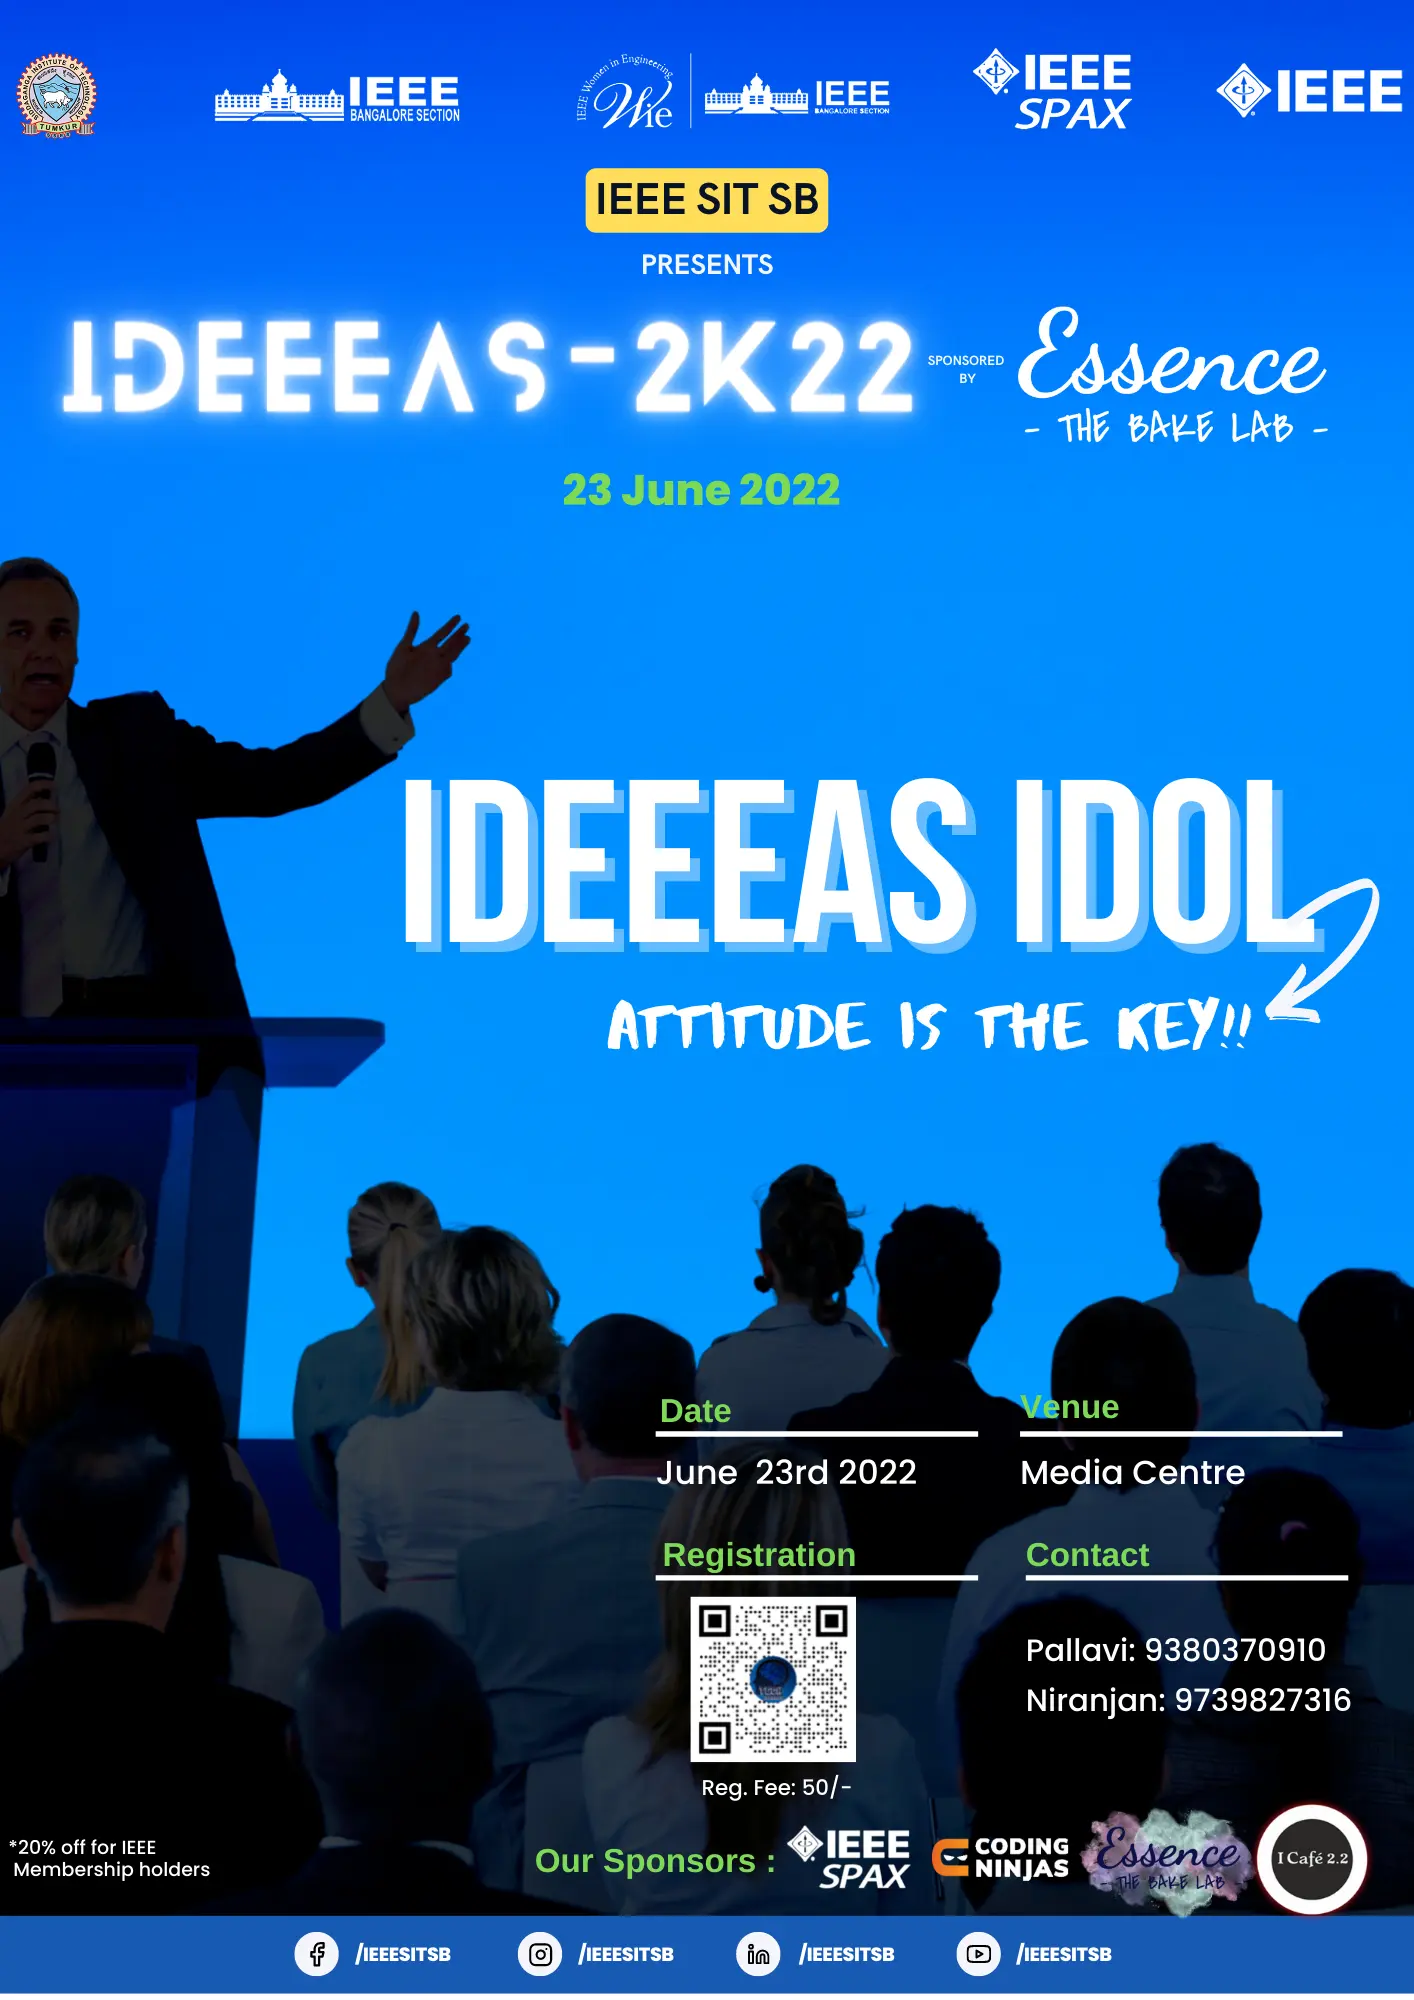 SIDDAGANGA INSTITUTE OF TECHNOLOGY
TUMKUR
IEEE
BANGALORE SECTION
IEEE Women in Engineering
Wie
IEEE
BANGALORE SECTION
IEEE
SPAX
IEEE
IEEE SIT SB
PRESENTS
IDEEEAS-2K22
SPONSORED
BY
Essence
- THE BAKE LAB -
23 June 2022
IDEEEAS IDOL
ATTITUDE IS THE KEY!!
Date
June 23rd 2022
Venue
Media Centre
Registration
Reg. Fee: 50/-
Contact
Pallavi: 9380370910
Niranjan: 9739827316
*20% off for IEEE
Membership holders
Our Sponsors :
IEEE
SPAX
CODING
NINJAS
Essence
- THE BAKE LAB -
I Café 2.2
/IEEESITSB
/IEEESITSB
/IEEESITSB
/IEEESITSB